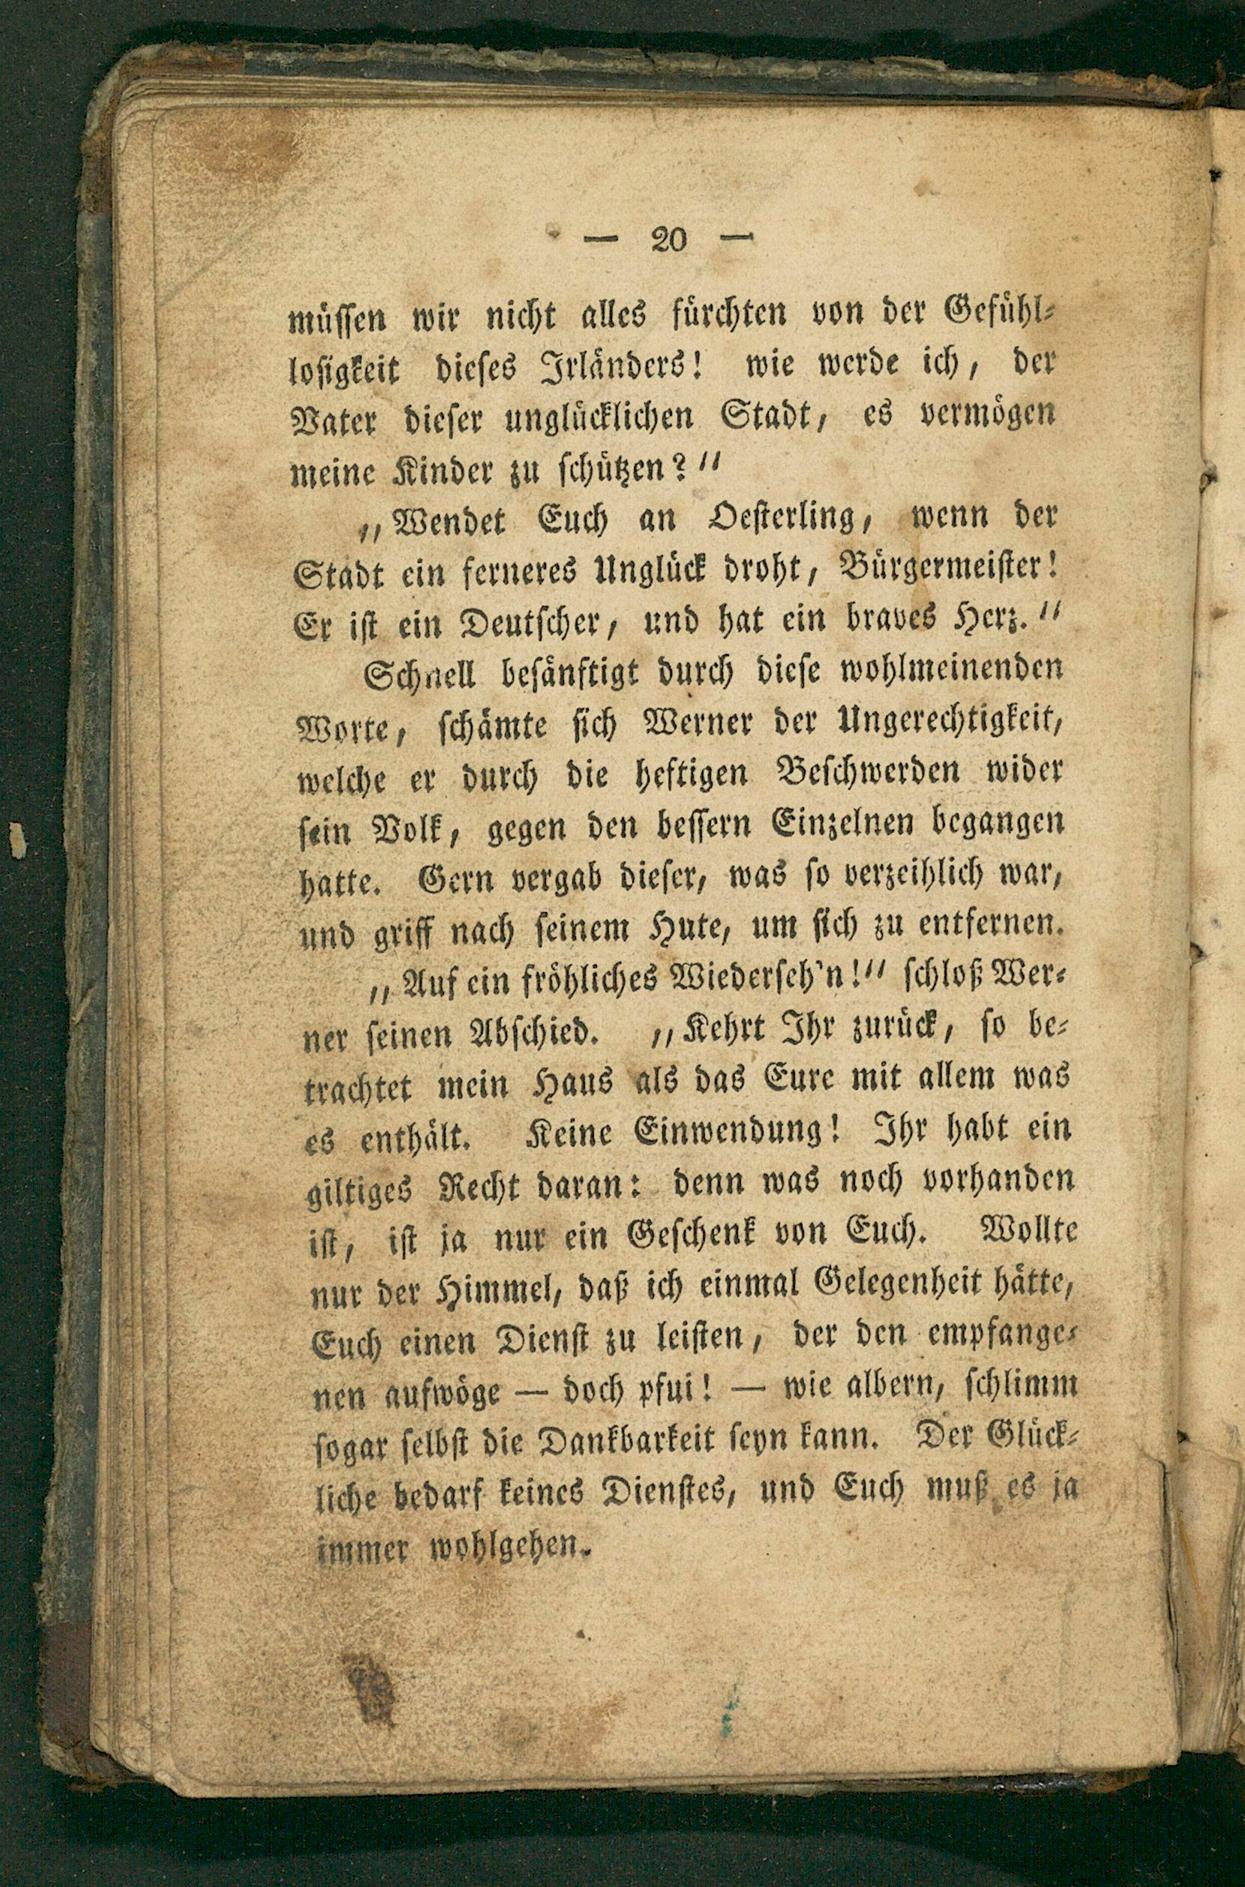 — 20 —
müssen wir nicht alles fürchten von der Gefühl-
losigkeit dieses Irländers! wie werde ich, der
Vater dieser unglücklichen Stadt, es vermögen
meine Kinder zu schützen?"
„Wendet Euch an Oesterling, wenn der
Stadt ein ferneres Unglück droht, Bürgermeister!
Er ist ein Deutscher, und hat ein braves Herz."
Schnell besänftigt durch diese wohlmeinenden
Worte, schämte sich Werner der Ungerechtigkeit,
welche er durch die heftigen Beschwerden wider
sein Volk, gegen den bessern Einzelnen begangen
hatte. Gern vergab dieser, was so verzeihlich war,
und griff nach seinem Hute, um sich zu entfernen.
„Auf ein fröhliches Wiederseh'n!" schloß Wer-
ner seinen Abschied. „Kehrt Ihr zurück, so be-
trachtet mein Haus als das Eure mit allem was
es enthält. Keine Einwendung! Ihr habt ein
giltiges Recht daran: denn was noch vorhanden
ist, ist ja nur ein Geschenk von Euch. Wollte
nur der Himmel, daß ich einmal Gelegenheit hätte,
Euch einen Dienst zu leisten, der den empfange-
nen aufwöge — doch pfui! — wie albern, schlimm
sogar selbst die Dankbarkeit seyn kann. Der Glück-
liche bedarf keines Dienstes, und Euch muß es ja
immer wohlgehen.